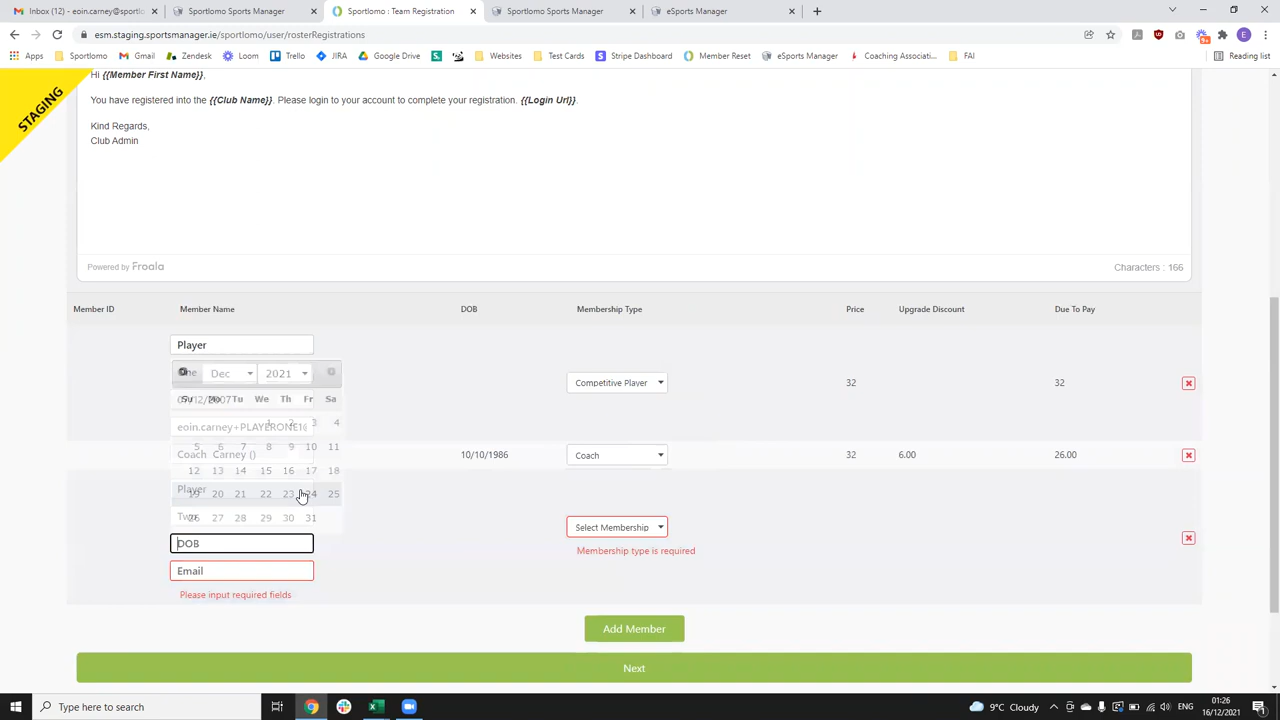 Inbox (12) - eoin.carney@sportlo
Sportlomo Sports Manager
Sportlomo : Team Registration
Sportlomo Sports Manager
eSports Manager
esm.staging.sportsmanager.ie/sportlomo/user/rosterRegistrations
Apps
Sportlomo
Gmail
Zendesk
Loom
Trello
JIRA
Google Drive
Websites
Test Cards
Stripe Dashboard
Member Reset
eSports Manager
Coaching Associati...
FAI
Reading list
STAGING
Hi {{Member First Name}},
You have registered into the {{Club Name}}. Please login to your account to complete your registration. {{Login Url}}.
Kind Regards,
Club Admin
Powered by Froala
Characters : 166
Member ID Member Name DOB Membership Type Price Upgrade Discount Due To Pay
Player
One
Dec 2021
Su Mo Tu We Th Fr Sa
1 2 3 4
5 6 7 8 9 10 11
12 13 14 15 16 17 18
19 20 21 22 23 24 25
26 27 28 29 30 31
eoin.carney+PLAYERONE1@
Competitive Player 32 32
Coach Carney () 10/10/1986 Coach 32 6.00 26.00
Player
Two
DOB
Email
Please input required fields
Select Membership
Membership type is required
Add Member
Next
Type here to search
9°C Cloudy
ENG
01:26
16/12/2021